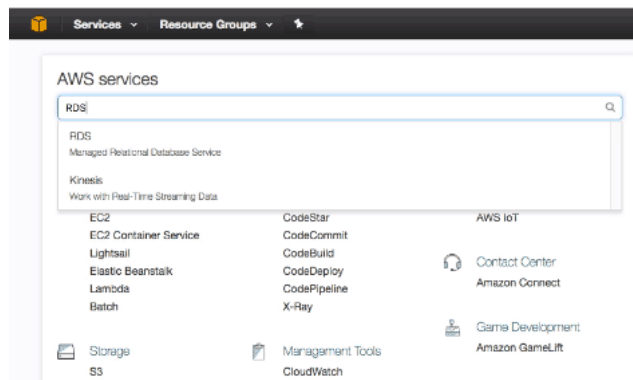 Services
Resource Groups
AWS services
RDS
RDS
Managed Relational Database Service
Kinesis
Work with Real-Time Streaming Data
EC2
EC2 Container Service
Lightsail
Elastic Beanstalk
Lambda
Batch
Storage
S3
CodeStar
CodeCommit
CodeBuild
CodeDeploy
CodePipeline
X-Ray
Management Tools
CloudWatch
AWS IoT
Contact Center
Amazon Connect
Game Development
Amazon GameLift